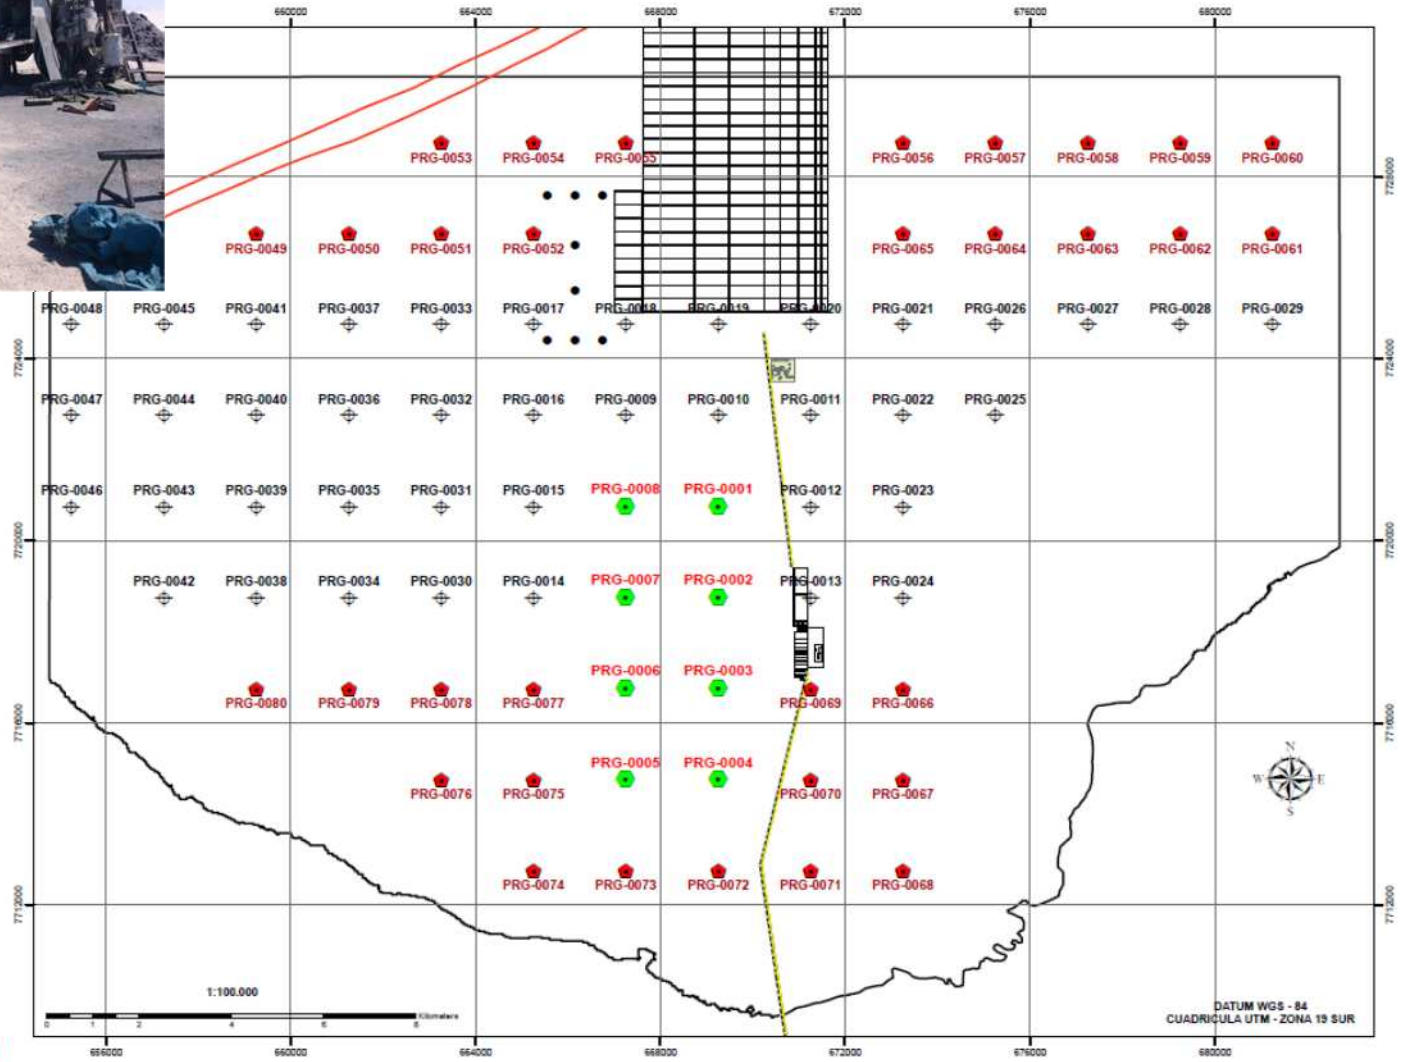 660000 664000 668000 672000 676000 680000
PRG-0053 PRG-0054 PRG-0055 PRG-0056 PRG-0057 PRG-0058 PRG-0059 PRG-0060
7728000
PRG-0049 PRG-0050 PRG-0051 PRG-0052 PRG-0065 PRG-0064 PRG-0063 PRG-0062 PRG-0061
PRG-0048 PRG-0045 PRG-0041 PRG-0037 PRG-0033 PRG-0017 PRG-0018 PRG-0019 PRG-0020 PRG-0021 PRG-0026 PRG-0027 PRG-0028 PRG-0029
7724000 7724000
PRG-0047 PRG-0044 PRG-0040 PRG-0036 PRG-0032 PRG-0016 PRG-0009 PRG-0010 PRG-0011 PRG-0022 PRG-0025
PRG-0046 PRG-0043 PRG-0039 PRG-0035 PRG-0031 PRG-0015 PRG-0008 PRG-0001 PRG-0012 PRG-0023
7720000 7720000
PRG-0042 PRG-0038 PRG-0034 PRG-0030 PRG-0014 PRG-0007 PRG-0002 PRG-0013 PRG-0024
PRG-0006 PRG-0003
PRG-0080 PRG-0079 PRG-0078 PRG-0077 PRG-0069 PRG-0066
7716000 7716000
PRG-0005 PRG-0004
PRG-0076 PRG-0075 PRG-0070 PRG-0067
N
W E
S
PRG-0074 PRG-0073 PRG-0072 PRG-0071 PRG-0068
7712000 7712000
1:100.000
Kilometers
0 1 2 4 6 8
DATUM WGS - 84
CUADRICULA UTM - ZONA 19 SUR
656000 660000 664000 668000 672000 676000 680000